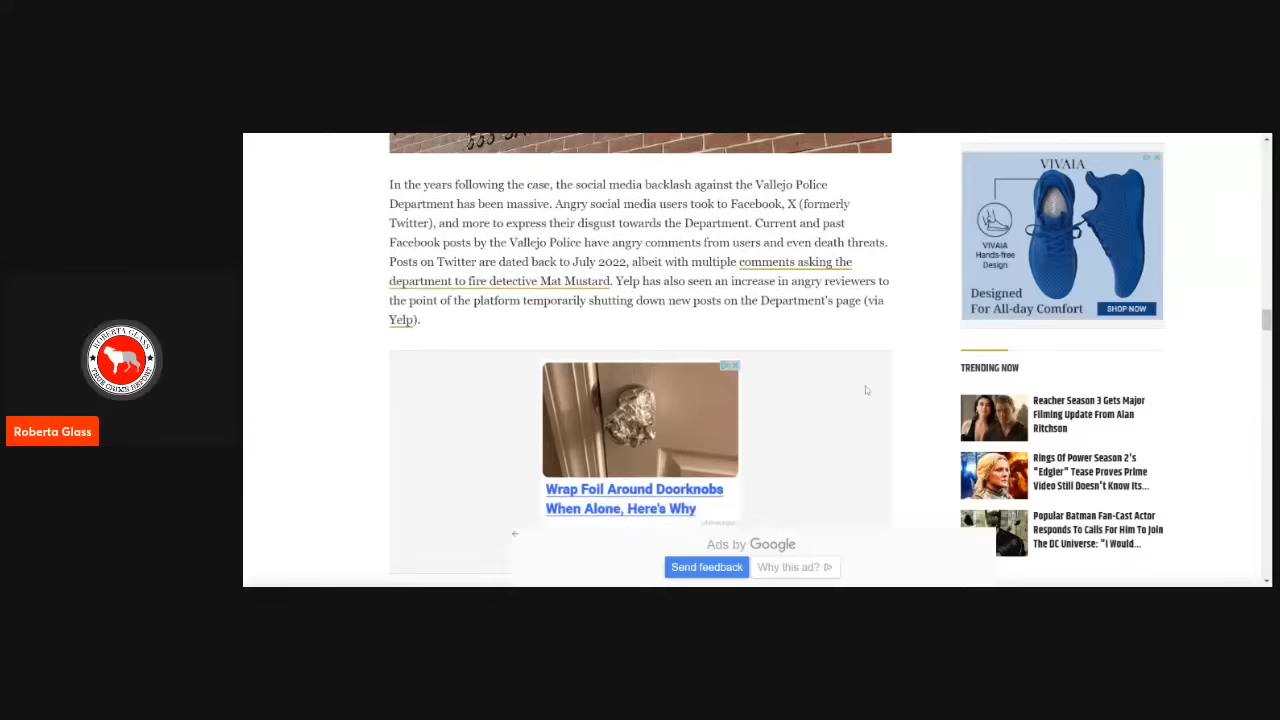 In the years following the case, the social media backlash against the Vallejo Police
Department has been massive. Angry social media users took to Facebook, X (formerly
Twitter), and more to express their disgust towards the Department. Current and past
Facebook posts by the Vallejo Police have angry comments from users and even death threats.
Posts on Twitter are dated back to July 2022, albeit with multiple comments asking the
department to fire detective Mat Mustard. Yelp has also seen an increase in angry reviewers to
the point of the platform temporarily shutting down new posts on the Department's page (via
Yelp).
Wrap Foil Around Doorknobs
When Alone, Here's Why
Ads by Google
Send feedback
Why this ad?
VIVAIA
VIVAIA
Hands-free
Design
Designed
For All-day Comfort
SHOP NOW
TRENDING NOW
Reacher Season 3 Gets Major
Filming Update From Alan
Ritchson
Rings Of Power Season 2's
"Edgier" Tease Proves Prime
Video Still Doesn't Know Its...
Popular Batman Fan-Cast Actor
Responds To Calls For Him To Join
The DC Universe: "I Would...
ROBERTA GLASS
TRUE CRIME REPORT
Roberta Glass